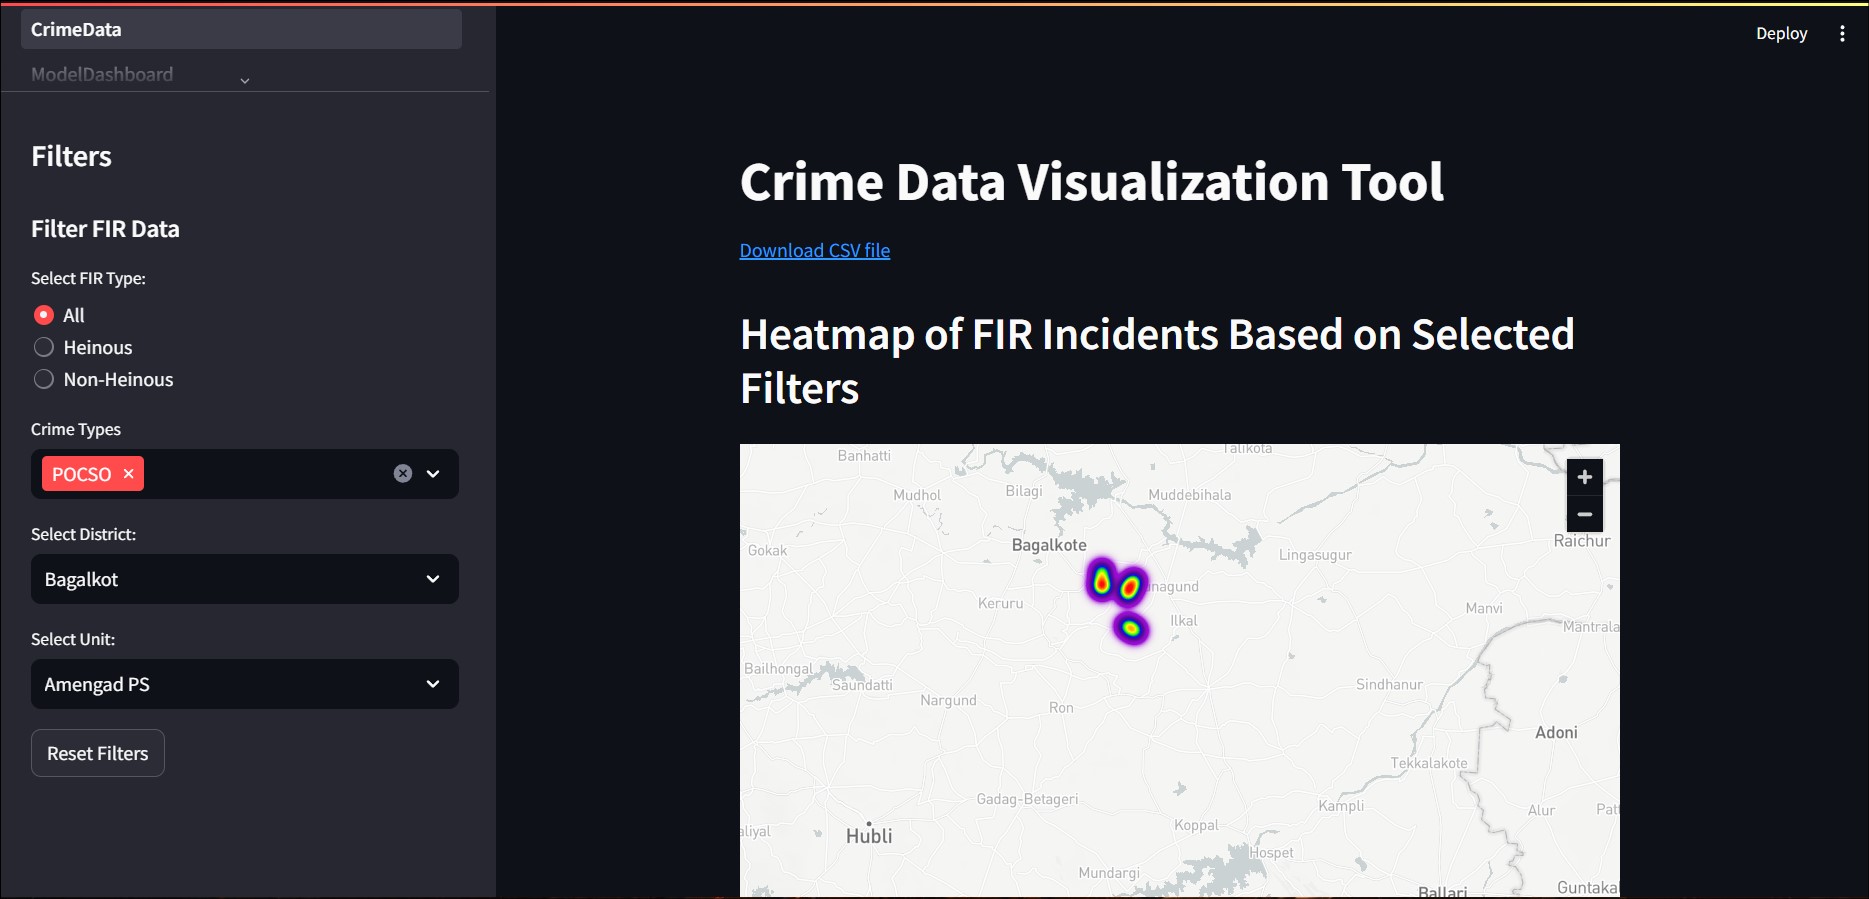 CrimeData
ModelDashboard
Filters
Filter FIR Data
Select FIR Type:
All
Heinous
Non-Heinous
Crime Types
POCSO
Select District:
Bagalkot
Select Unit:
Amengad PS
Reset Filters
Deploy
Crime Data Visualization Tool
Download CSV file
Heatmap of FIR Incidents Based on Selected
Filters
Banhatti
Talikota
Mudhol
Bilagi
Muddebihala
Gokak
Bagalkote
Lingasugur
Raichur
Keruru
nagund
Ilkal
Manvi
Mantrala
Bailhongal
Saundatti
Nargund
Ron
Sindhanur
Adoni
Tekkalakote
Gadag-Betageri
Kampli
Alur
Pat
aliyal
Hubli
Koppal
Hospet
Mundargi
Ballari
Guntakal